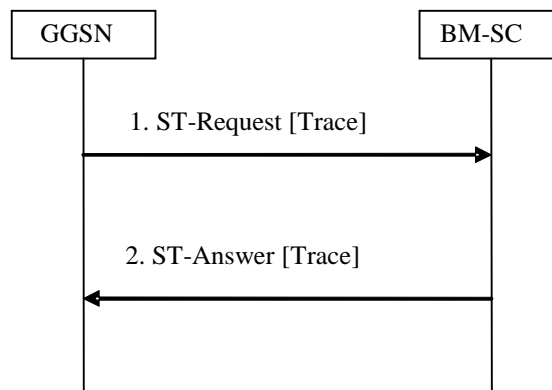 GGSN
BM-SC
1. ST-Request [Trace]
2. ST-Answer [Trace]